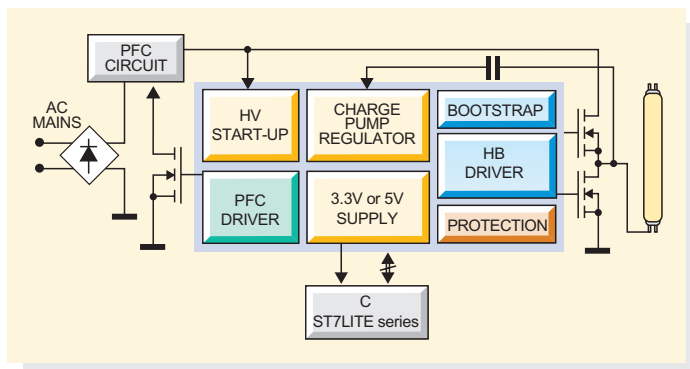 PFC
CIRCUIT
AC
MAINS
HV
START-UP
CHARGE
PUMP
REGULATOR
BOOTSTRAP
HB
DRIVER
PFC
DRIVER
3.3V or 5V
SUPPLY
PROTECTION
C
ST7LITE series